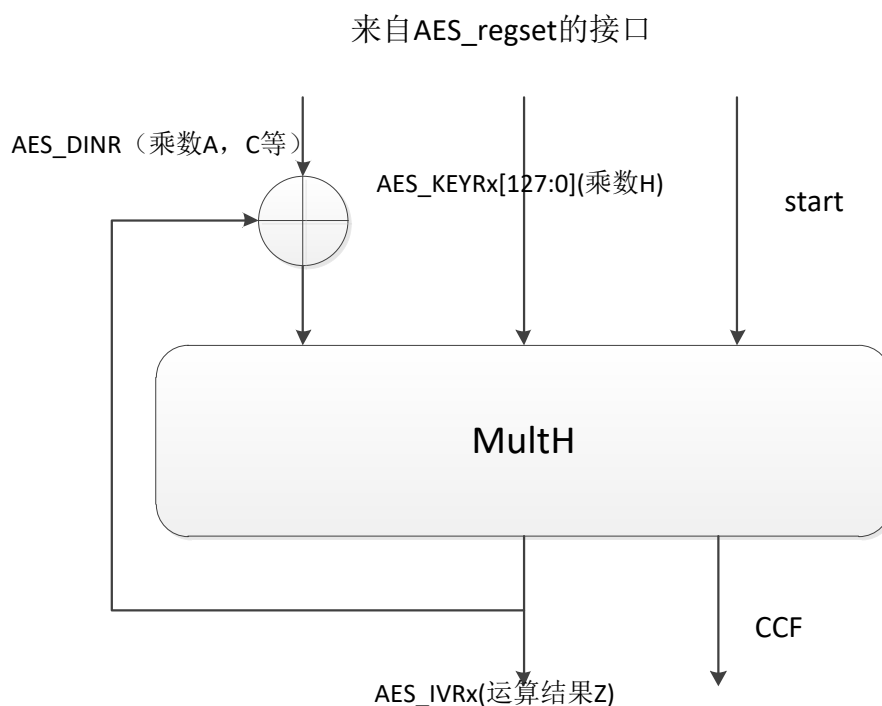 来自AES_regset的接口
AES_DINR（乘数A，C等）
AES_KEYRx[127:0](乘数H)
start
MultH
CCF
AES_IVRx(运算结果Z)